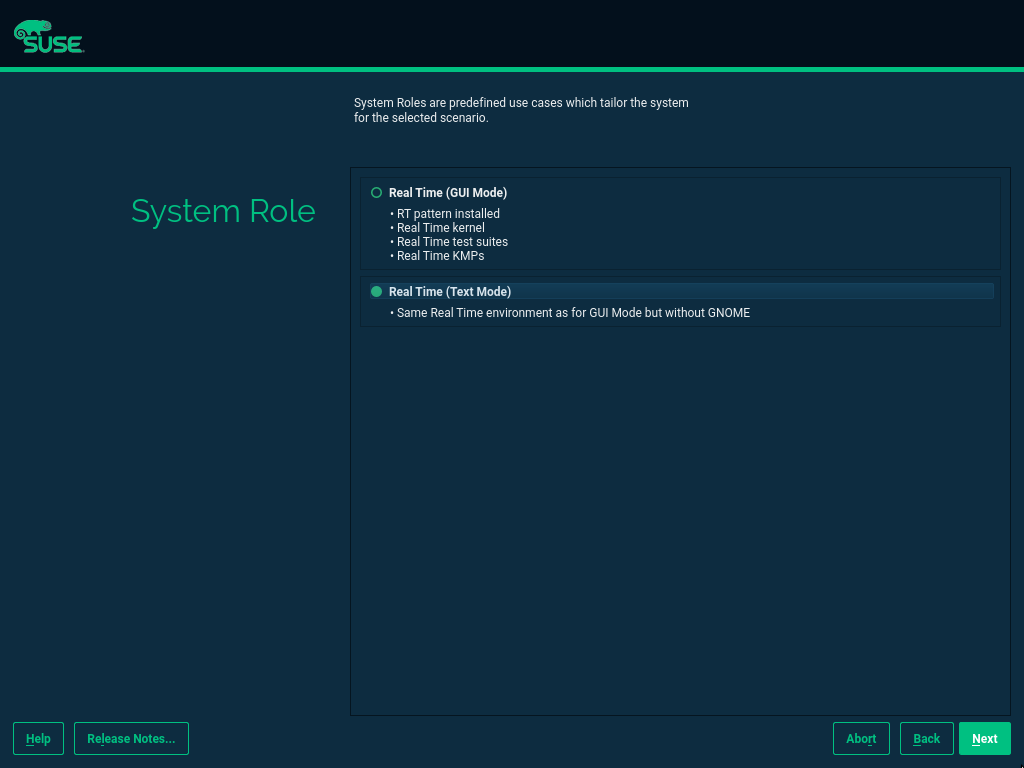 SUSE
System Roles are predefined use cases which tailor the system
for the selected scenario.
System Role
Real Time (GUI Mode)
• RT pattern installed
• Real Time kernel
• Real Time test suites
• Real Time KMPs
Real Time (Text Mode)
• Same Real Time environment as for GUI Mode but without GNOME
Help
Release Notes...
Abort
Back
Next